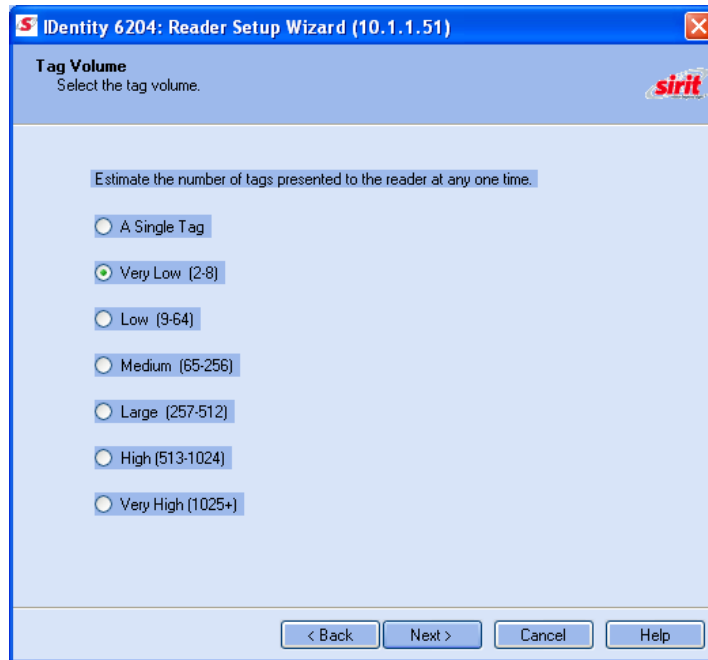 IDentity 6204: Reader Setup Wizard (10.1.1.51)
Tag Volume
Select the tag volume.
sirit
Estimate the number of tags presented to the reader at any one time.
A Single Tag
Very Low (2-8)
Low (9-64)
Medium (65-256)
Large (257-512)
High (513-1024)
Very High (1025+)
< Back Next > Cancel Help